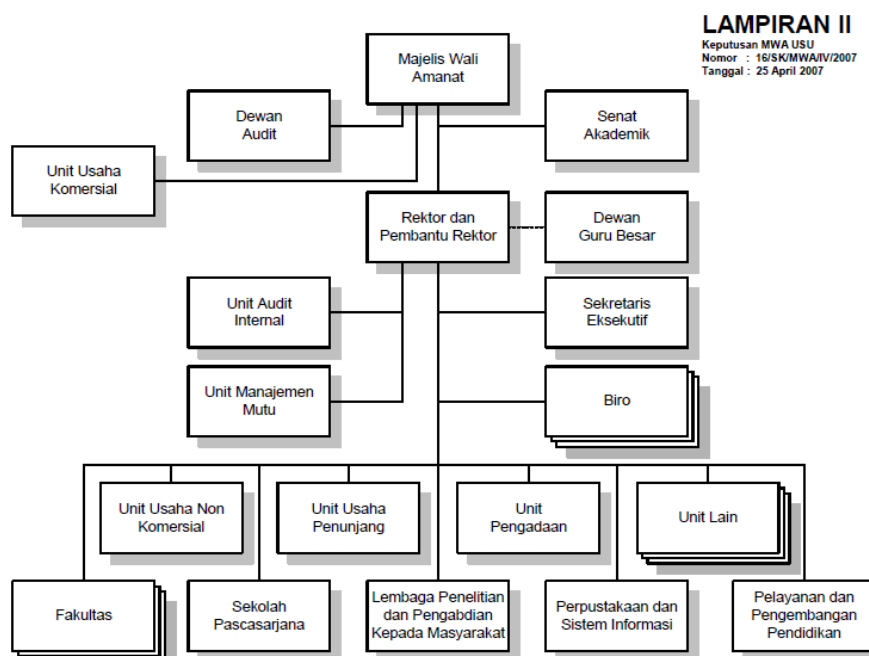 LAMPIRAN II
Keputusan MWA USU
Nomor : 16/SK/MWA/IV/2007
Tanggal : 25 April 2007
Majelis Wali
Amanat
Dewan
Audit
Senat
Akademik
Unit Usaha
Komersial
Rektor dan
Pembantu Rektor
Dewan
Guru Besar
Unit Audit
Internal
Sekretaris
Eksekutif
Unit Manajemen
Mutu
Biro
Unit Usaha Non
Komersial
Unit Usaha
Penunjang
Unit
Pengadaan
Unit Lain
Fakultas
Sekolah
Pascasarjana
Lembaga Penelitian
dan Pengabdian
Kepada Masyarakat
Perpustakaan dan
Sistem Informasi
Pelayanan dan
Pengembangan
Pendidikan